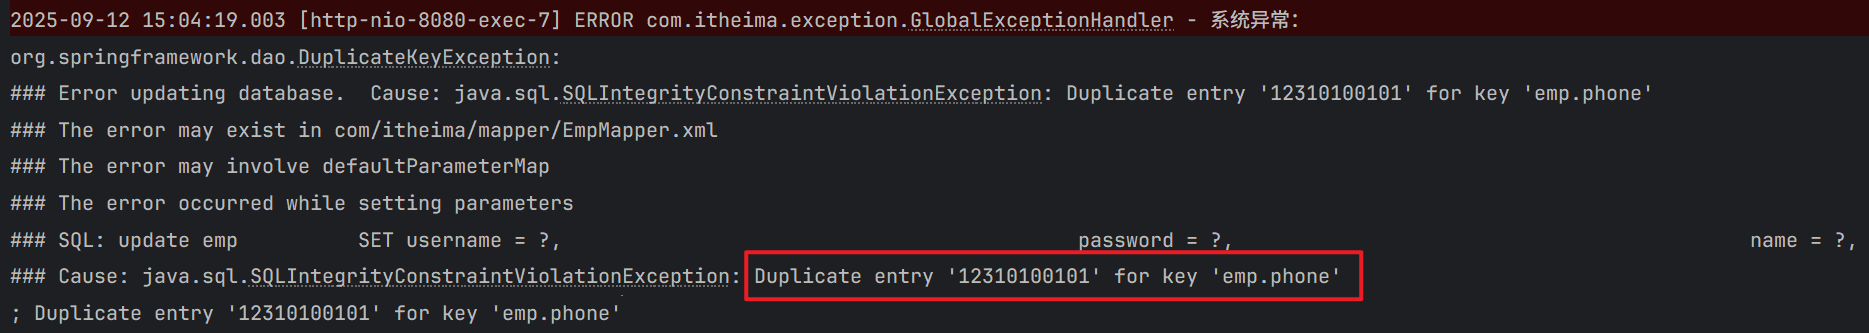 2025-09-12 15:04:19.003 [http-nio-8080-exec-7] ERROR com.itheima.exception.GlobalExceptionHandler - 系统异常:
org.springframework.dao.DuplicateKeyException:
### Error updating database.  Cause: java.sql.SQLIntegrityConstraintViolationException: Duplicate entry '12310100101' for key 'emp.phone'
### The error may exist in com/itheima/mapper/EmpMapper.xml
### The error may involve defaultParameterMap
### The error occurred while setting parameters
### SQL: update emp          SET username = ?,                                           password = ?,                                           name = ?,
### Cause: java.sql.SQLIntegrityConstraintViolationException: Duplicate entry '12310100101' for key 'emp.phone'
; Duplicate entry '12310100101' for key 'emp.phone'